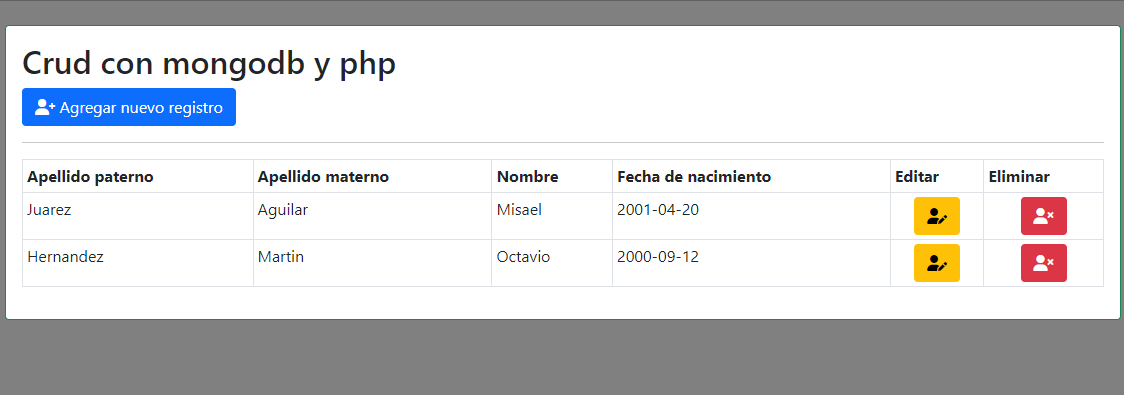 Crud con mongodb y php
Agregar nuevo registro
Apellido paterno Apellido materno Nombre Fecha de nacimiento Editar Eliminar
Juarez Aguilar Misael 2001-04-20
Hernandez Martin Octavio 2000-09-12